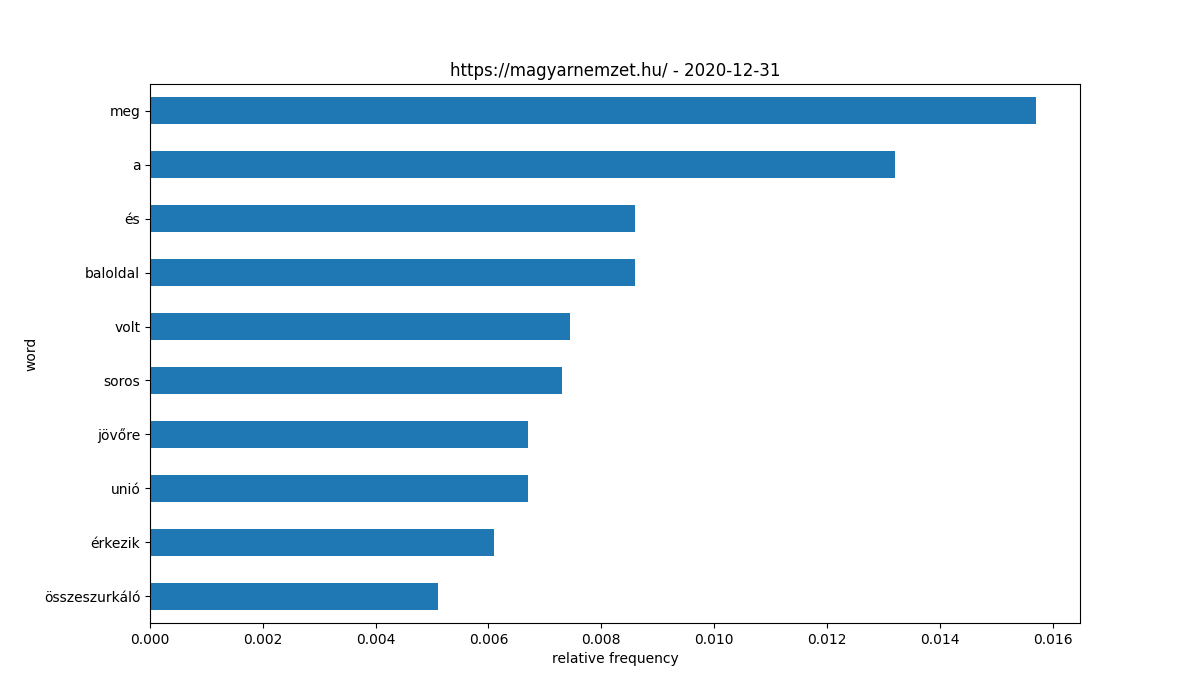 https://magyarnemzet.hu/ - 2020-12-31
meg
a
és
baloldal
volt
soros
jövőre
unió
érkezik
összeszurkáló
word
0.000 0.002 0.004 0.006 0.008 0.010 0.012 0.014 0.016
relative frequency